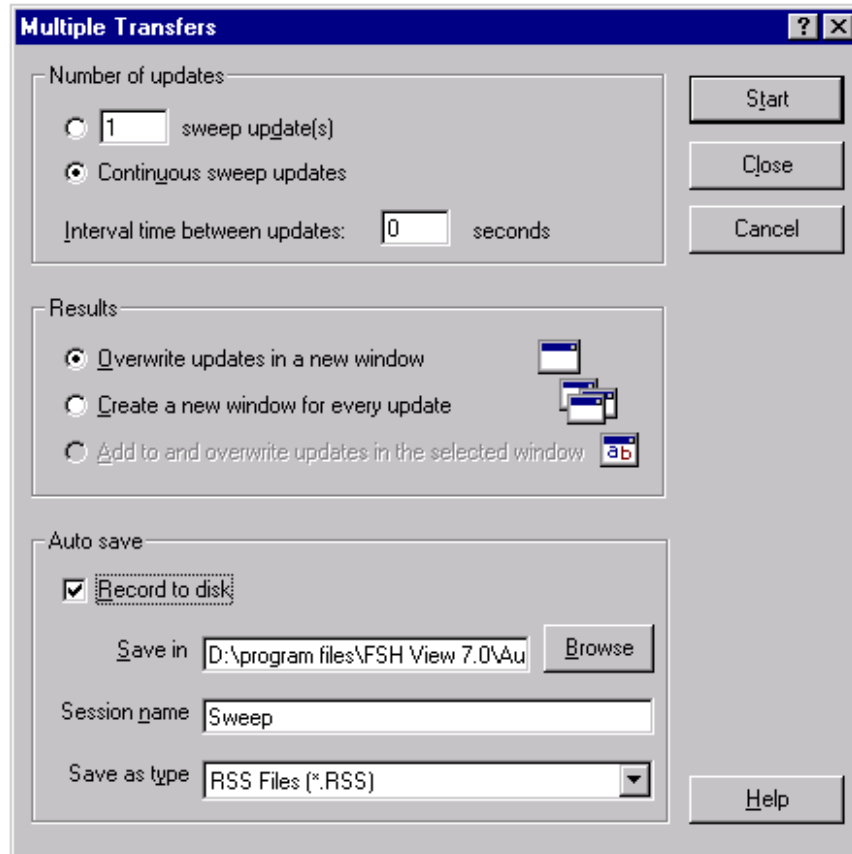 Multiple Transfers
Number of updates
1 sweep update(s)
Continuous sweep updates
Interval time between updates: 0 seconds
Start
Close
Cancel
Results
Overwrite updates in a new window
Create a new window for every update
Add to and overwrite updates in the selected window ab
Auto save
Record to disk
Save in D:\program files\FSH View 7.0\Au Browse
Session name Sweep
Save as type RSS Files (*.RSS)
Help